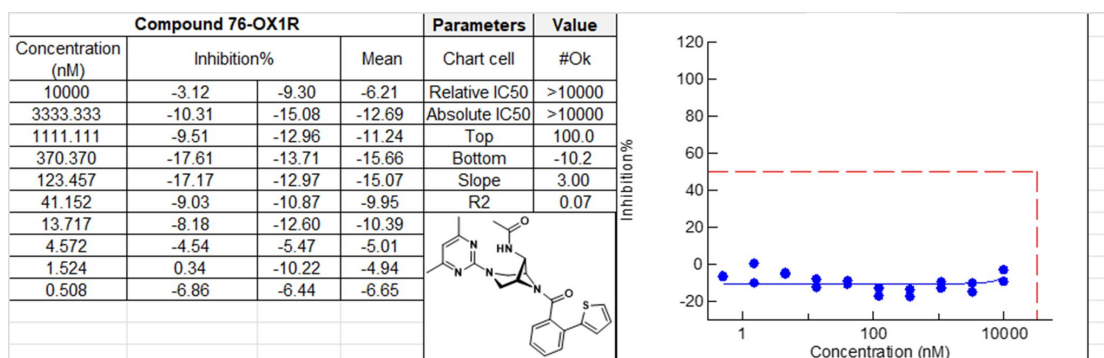 Compound 76-OX1R Parameters Value
Concentration (nM) Inhibition% Mean Chart cell #Ok
10000 -3.12 -9.30 -6.21 Relative IC50 >10000
3333.333 -10.31 -15.08 -12.69 Absolute IC50 >10000
1111.111 -9.51 -12.96 -11.24 Top 100.0
370.370 -17.61 -13.71 -15.66 Bottom -10.2
123.457 -17.17 -12.97 -15.07 Slope 3.00
41.152 -9.03 -10.87 -9.95 R2 0.07
13.717 -8.18 -12.60 -10.39
4.572 -4.54 -5.47 -5.01
1.524 0.34 -10.22 -4.94
0.508 -6.86 -6.44 -6.65
O
HN
N
N
N
N
O
S
120
100
80
60
40
20
0
-20
Inhibition%
1 100 10000
Concentration (nM)